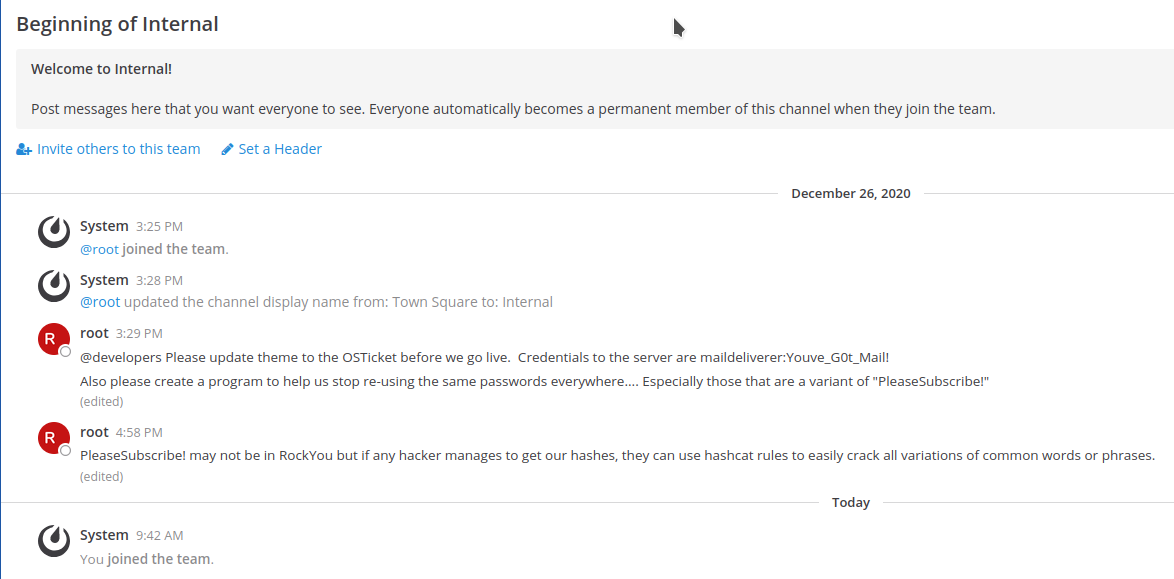 Beginning of Internal
Welcome to Internal!
Post messages here that you want everyone to see. Everyone automatically becomes a permanent member of this channel when they join the team.
Invite others to this team Set a Header
December 26, 2020
System 3:25 PM
@root joined the team.
System 3:28 PM
@root updated the channel display name from: Town Square to: Internal
R root 3:29 PM
@developers Please update theme to the OSTicket before we go live. Credentials to the server are maildeliverer:Youve_G0t_Mail!
Also please create a program to help us stop re-using the same passwords everywhere.... Especially those that are a variant of "PleaseSubscribe!"
(edited)
R root 4:58 PM
PleaseSubscribe! may not be in RockYou but if any hacker manages to get our hashes, they can use hashcat rules to easily crack all variations of common words or phrases.
(edited)
Today
System 9:42 AM
You joined the team.